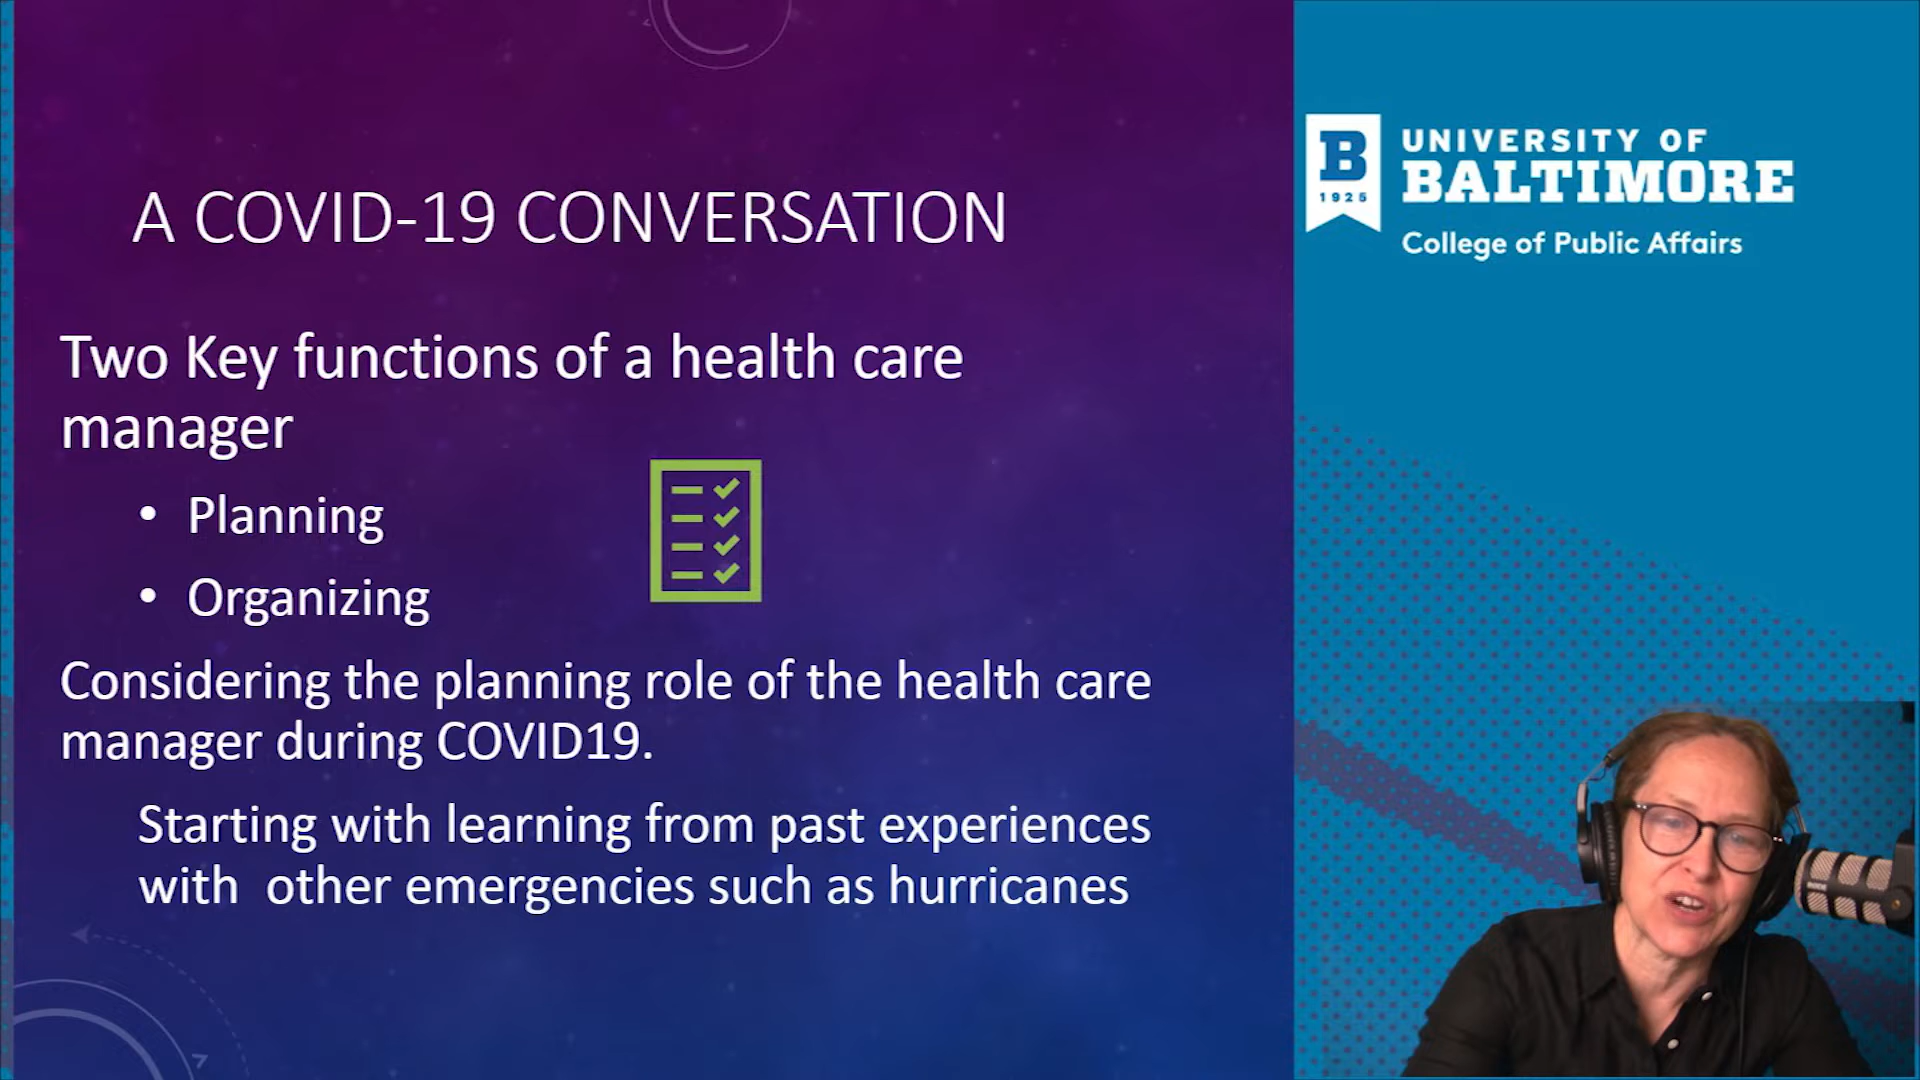 A COVID-19 CONVERSATION
Two Key functions of a health care
manager
• Planning
• Organizing
Considering the planning role of the health care
manager during COVID19.
Starting with learning from past experiences
with other emergencies such as hurricanes
B
1925
UNIVERSITY OF
BALTIMORE
College of Public Affairs